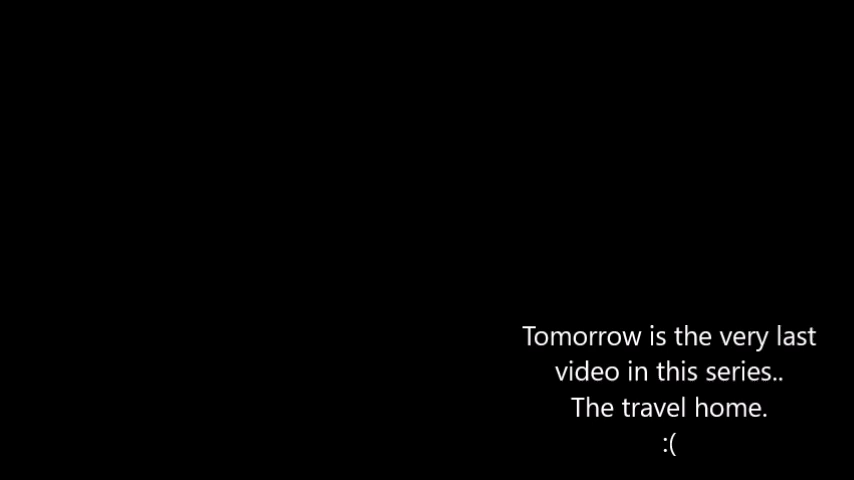 Tomorrow is the very last
video in this series..
The travel home.
:(